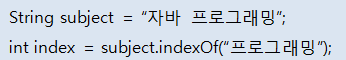 String subject = “자바 프로그래밍”;
int index = subject.indexOf(“프로그래밍”);